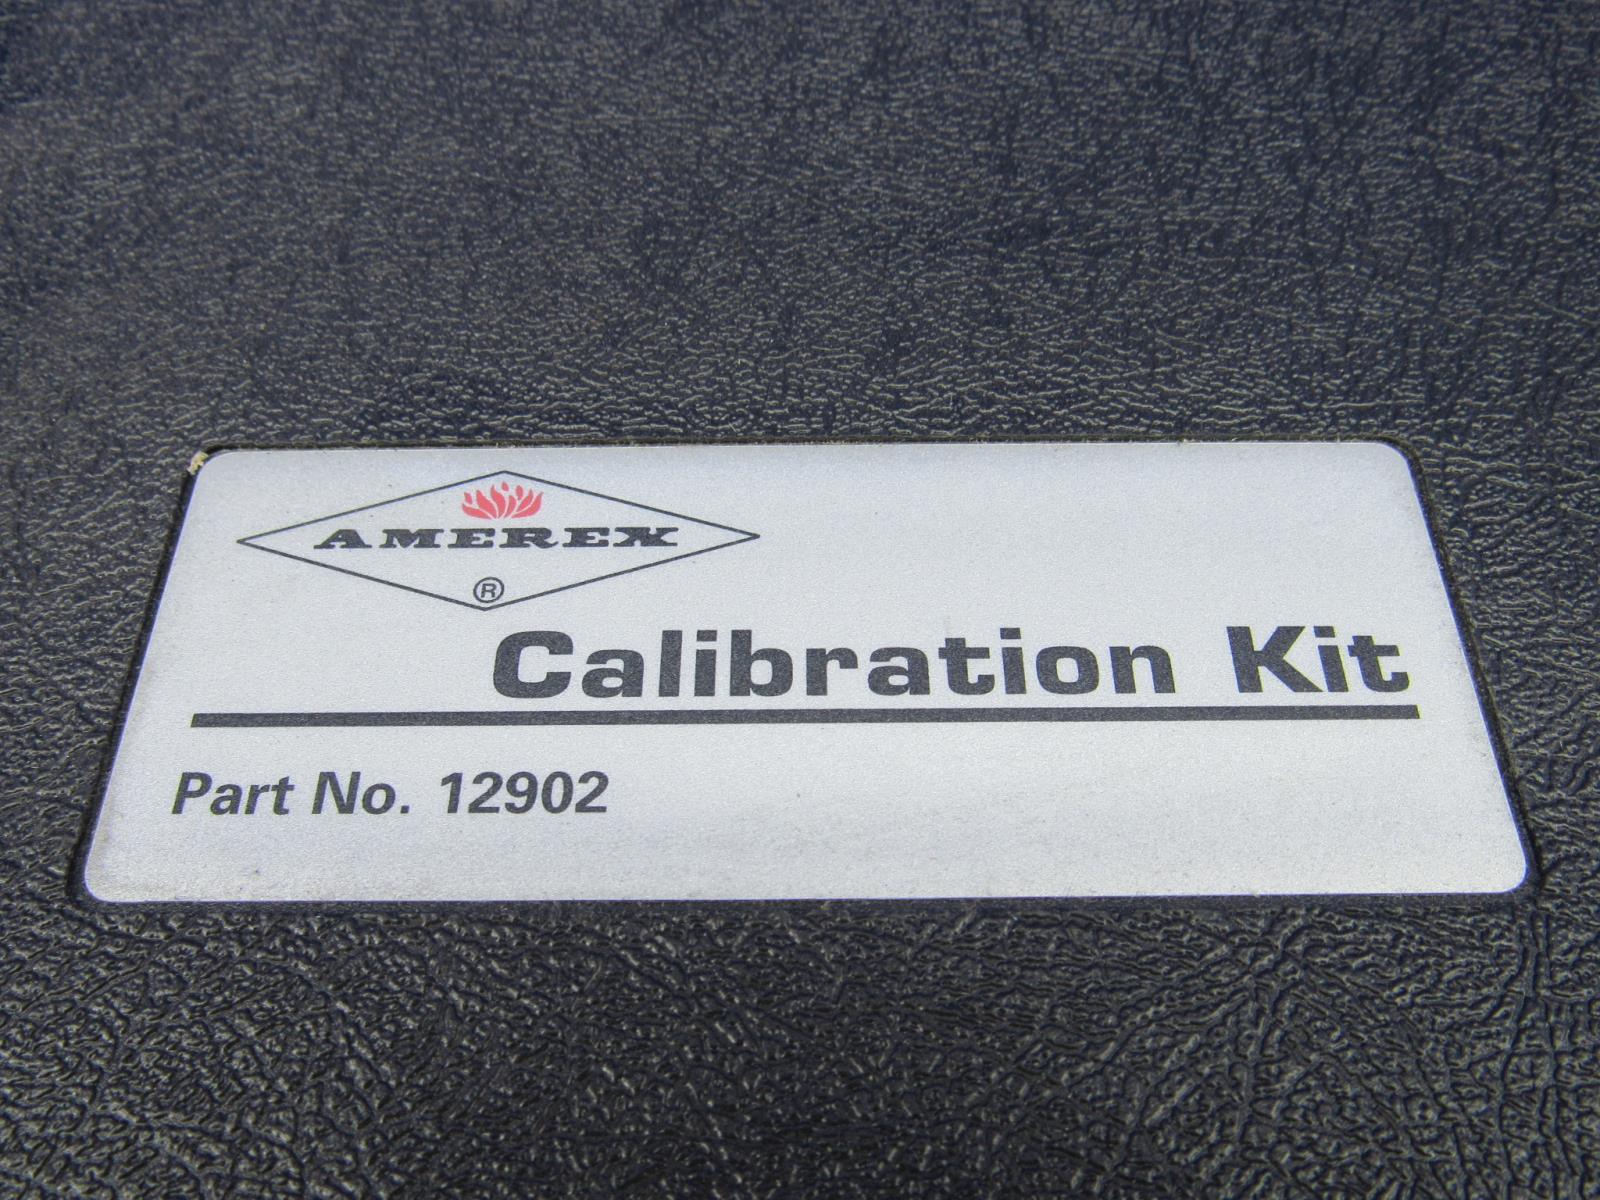 AMEREX
®
Calibration Kit
Part No. 12902